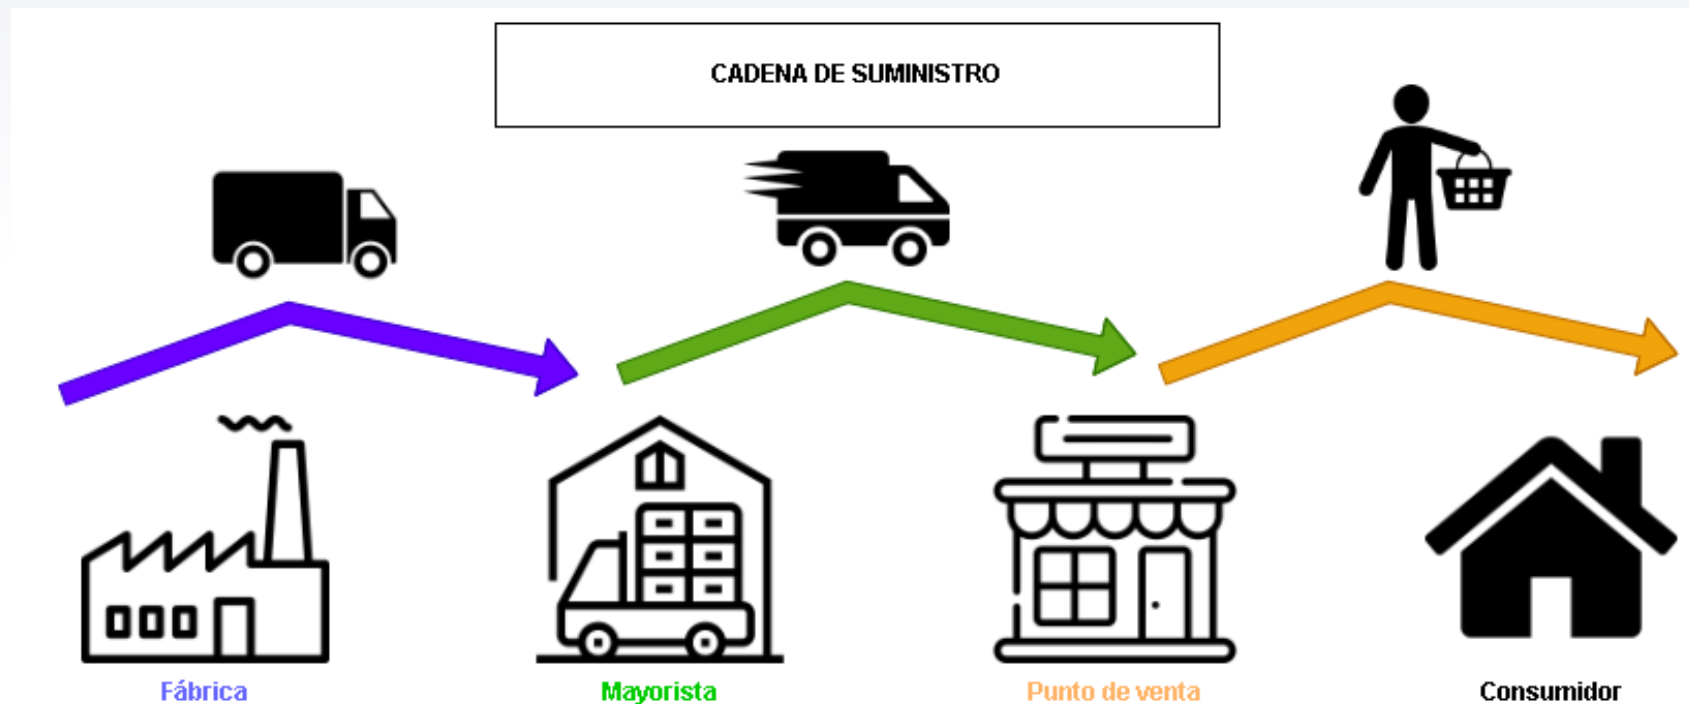 CADENA DE SUMINISTRO
Fábrica
Mayorista
Punto de venta
Consumidor